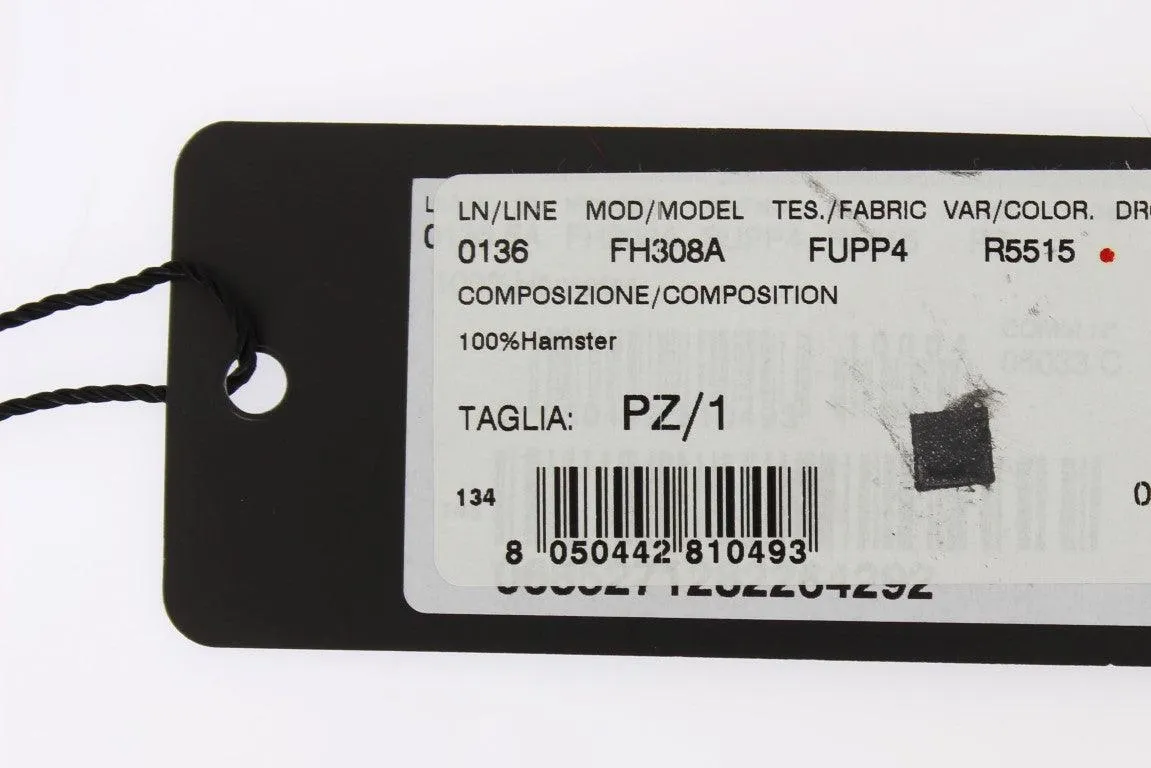 LN/LINE MOD/MODEL TES./FABRIC VAR/COLOR.
0136 FH308A FUPP4 R5515
COMPOSIZIONE/COMPOSITION
100%Hamster
TAGLIA: PZ/1
134
8 050442 810493